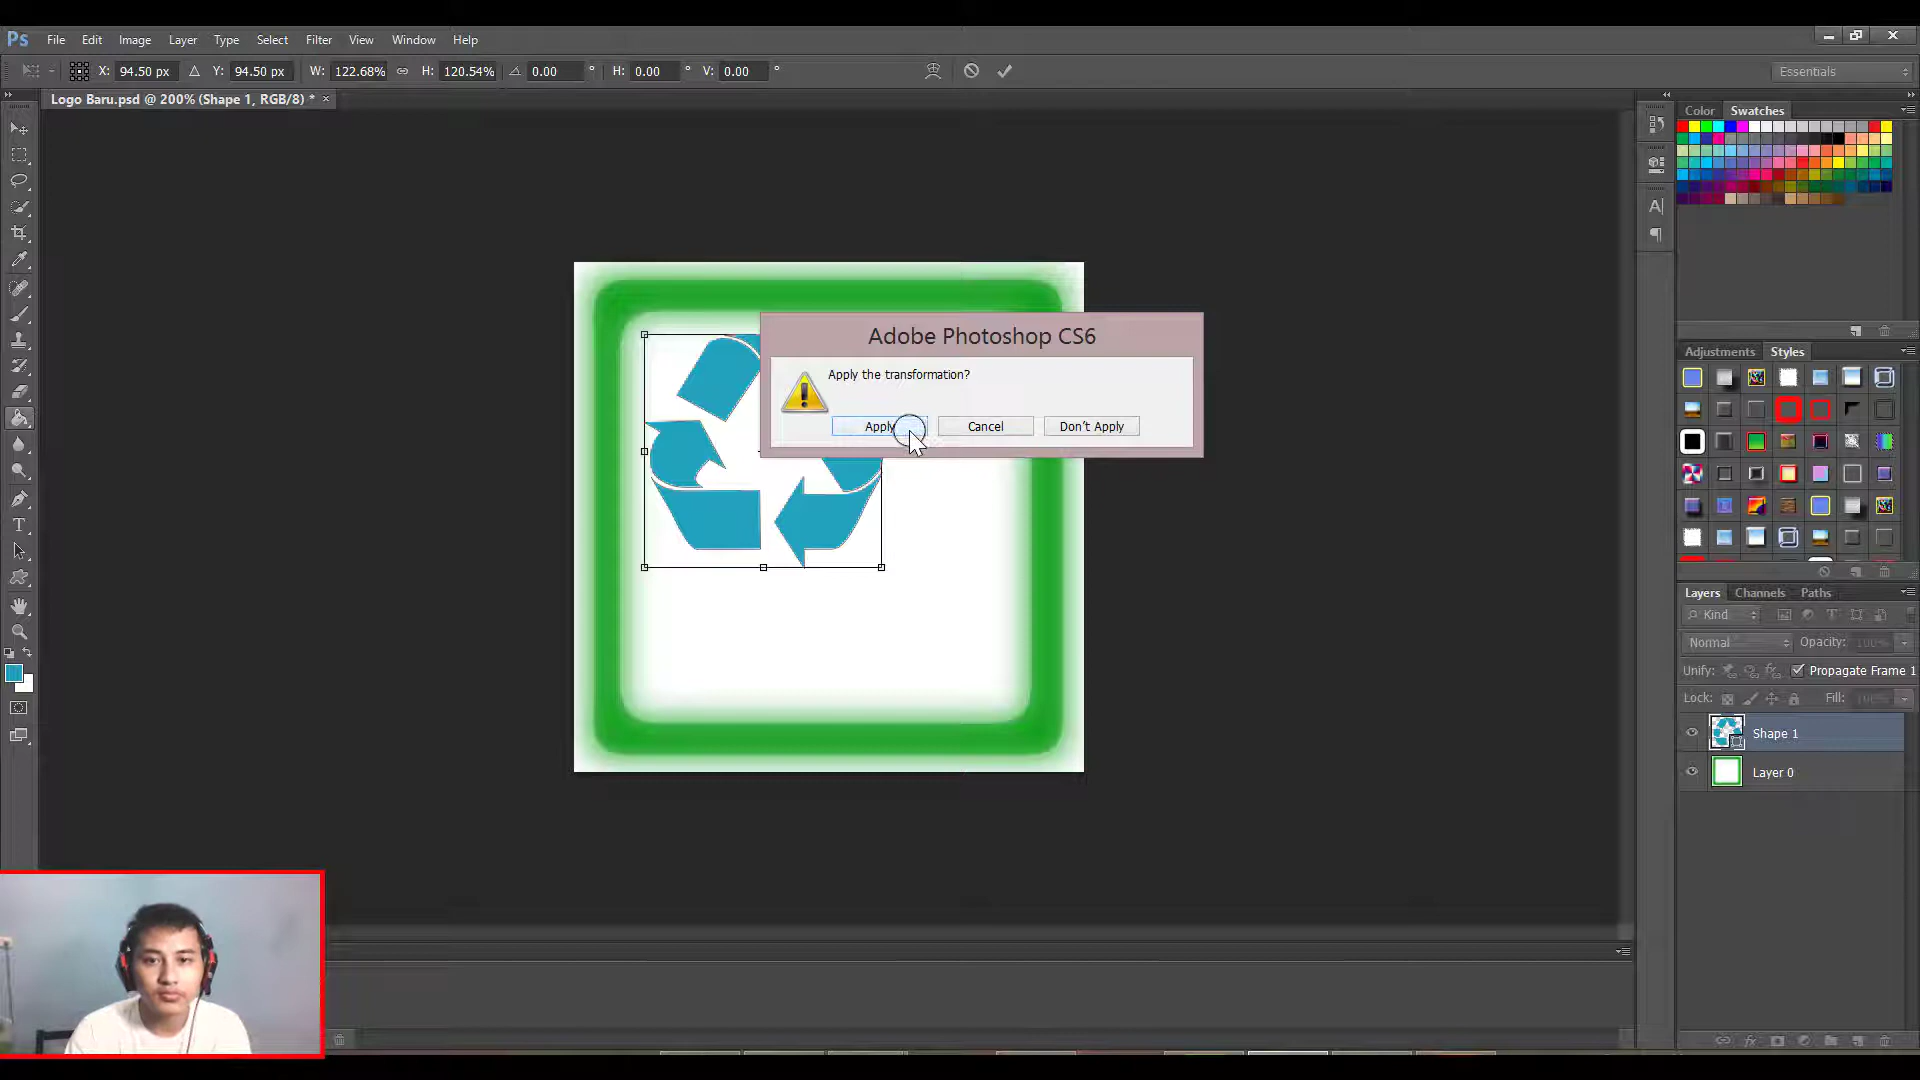 Ps File Edit Image Layer Type Select Filter View Window Help
X: 94.50 px Y: 94.50 px W: 122.68% H: 120.54% 0.00 ° H: 0.00 ° V: 0.00 ° Essentials
Logo Baru.psd @ 200% (Shape 1, RGB/8) * ×
Color Swatches
Adobe Photoshop CS6
Apply the transformation?
Apply Cancel Don't Apply
Adjustments Styles
Layers Channels Paths
Kind
Normal Opacity: 100%
Unify: Propagate Frame 1
Lock: Fill: 100%
Shape 1
Layer 0